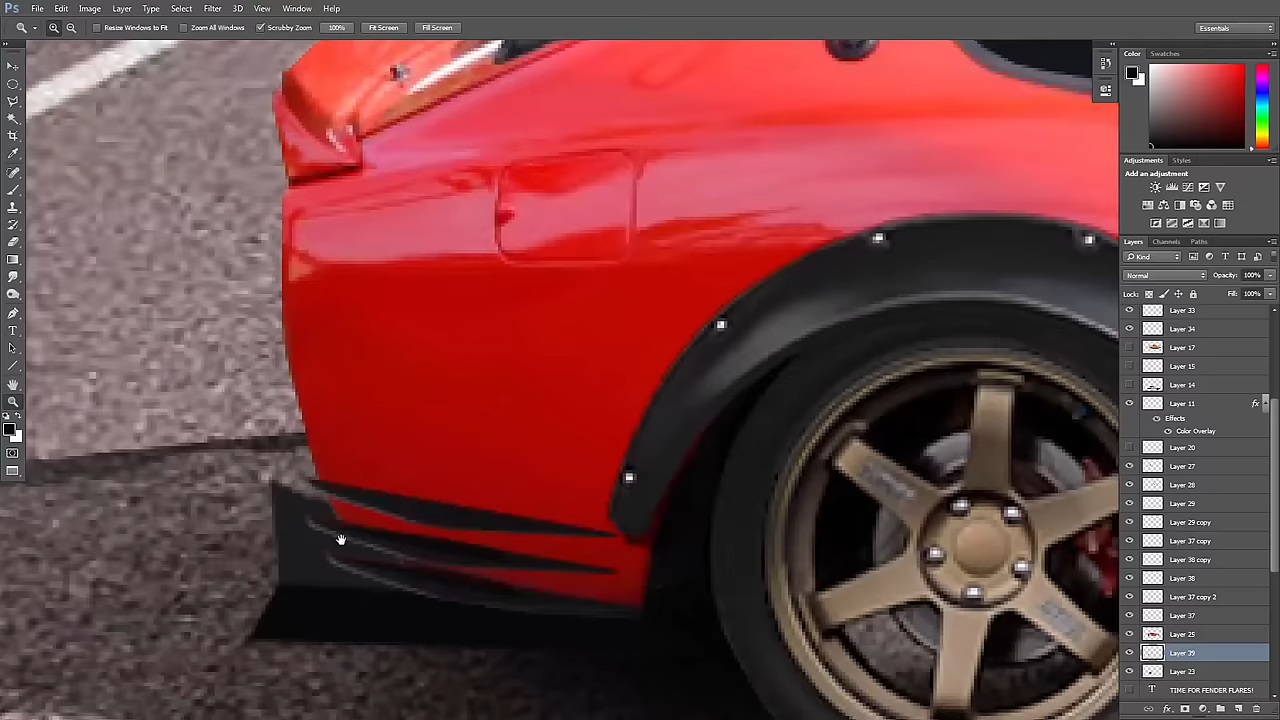 Ps File Edit Image Layer Type Select Filter 3D View Window Help
Resize Windows to Fit Zoom All Windows Scrubby Zoom 100% Fit Screen Fill Screen Essentials
Color Swatches
Adjustments Styles
Add an adjustment
Layers Channels Paths
Kind
Normal Opacity: 100%
Lock: Fill: 100%
Layer 33
Layer 34
Layer 17
Layer 15
Layer 14
Layer 11 fx
Effects
Color Overlay
Layer 20
Layer 27
Layer 28
Layer 29
Layer 29 copy
Layer 37 copy
Layer 38 copy
Layer 38
Layer 37 copy 2
Layer 37
Layer 25
Layer 39
Layer 23
T TIME FOR FENDER FLARES!
fx